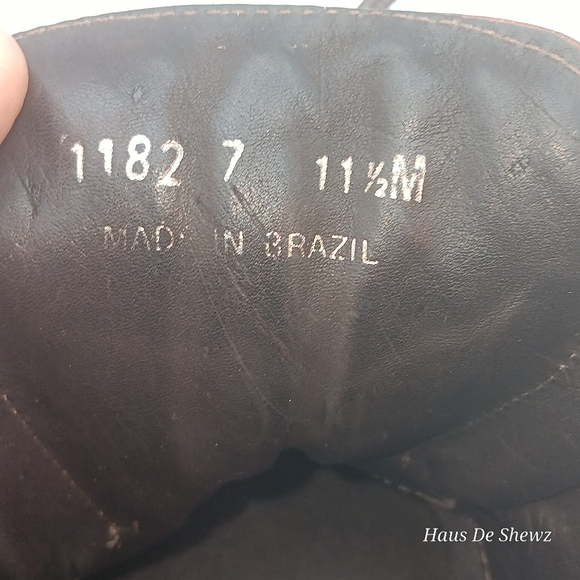 1182 7 11½M
MADE IN BRAZIL
Haus De Shewz